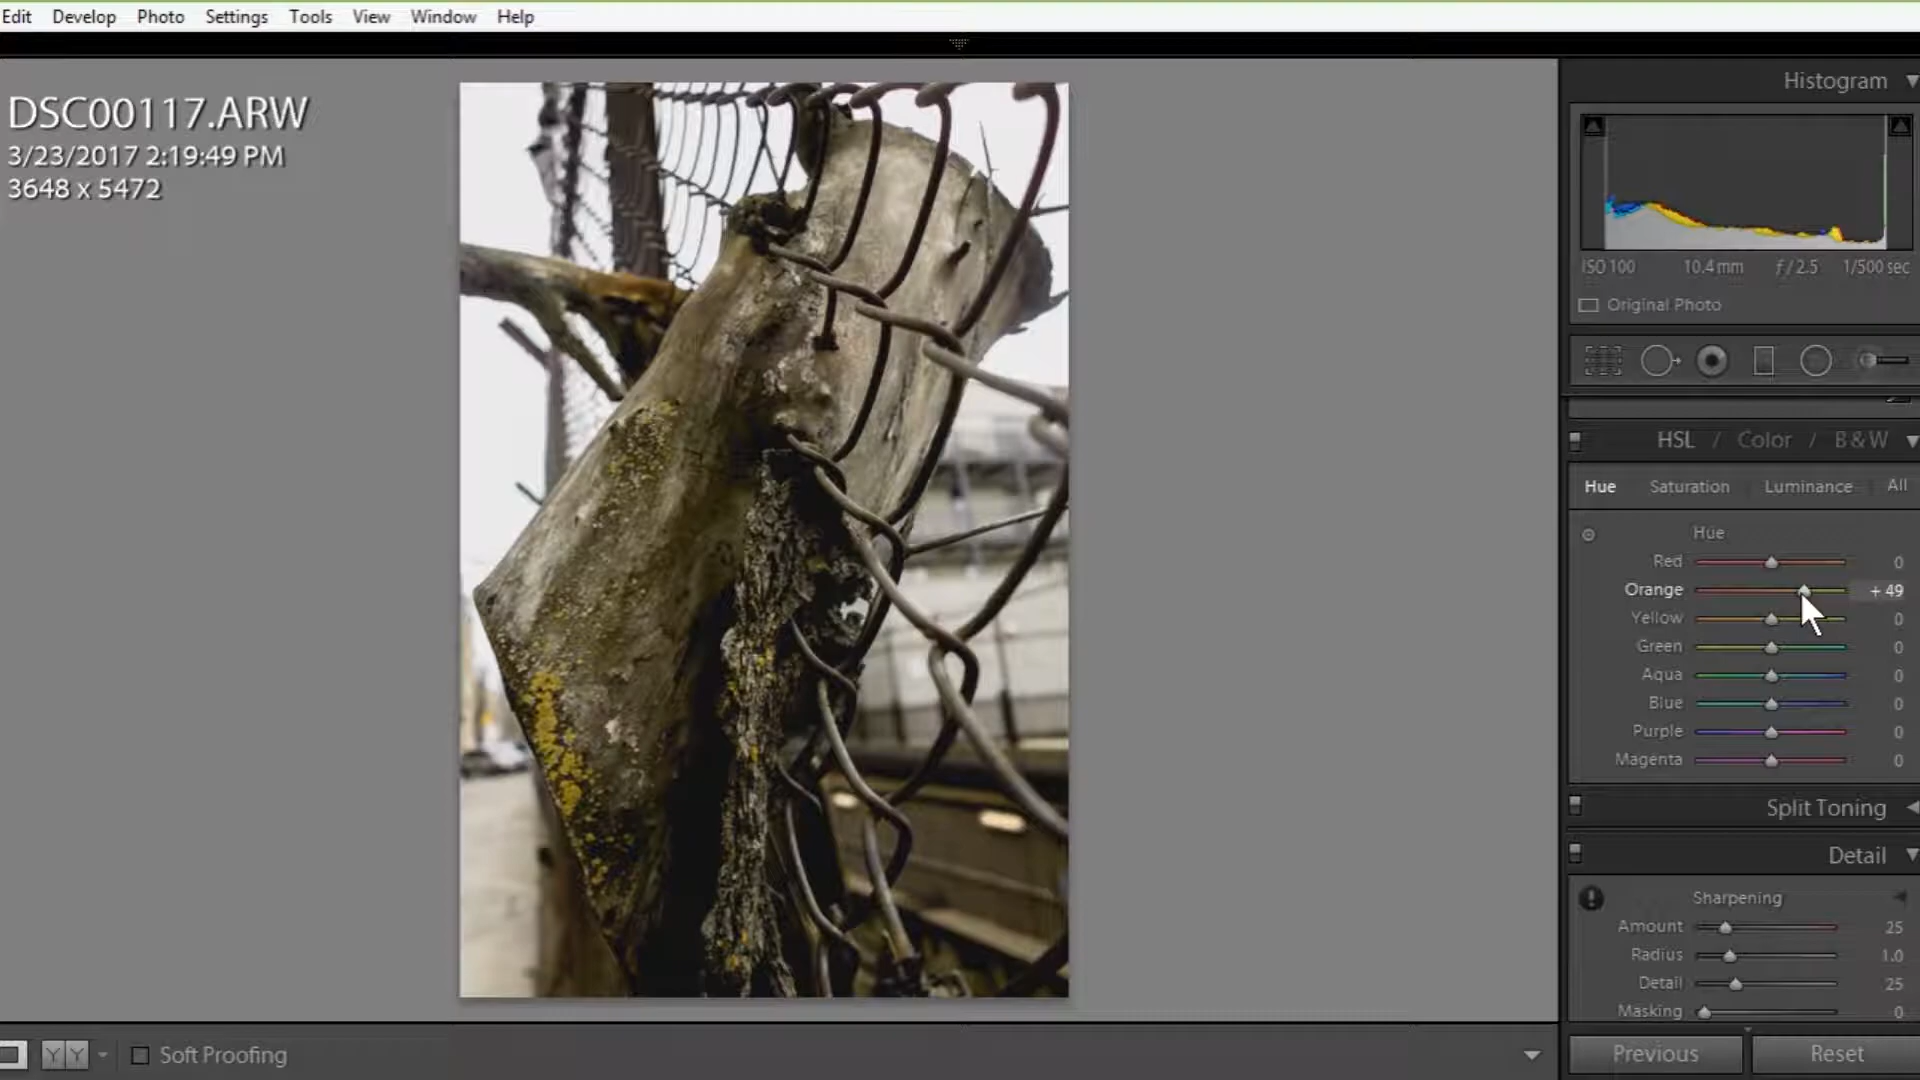 Edit Develop Photo Settings Tools View Window Help
DSC00117.ARW
3/23/2017 2:19:49 PM
3648 x 5472
Histogram
ISO 100 10.4 mm f / 2.5 1/500 sec
Original Photo
HSL / Color / B & W
Hue Saturation Luminance All
Hue
Red 0
Orange + 49
Yellow 0
Green 0
Aqua 0
Blue 0
Purple 0
Magenta 0
Split Toning
Detail
Sharpening
Amount 25
Radius 1.0
Detail 25
Masking 0
Y Y Soft Proofing Previous Reset